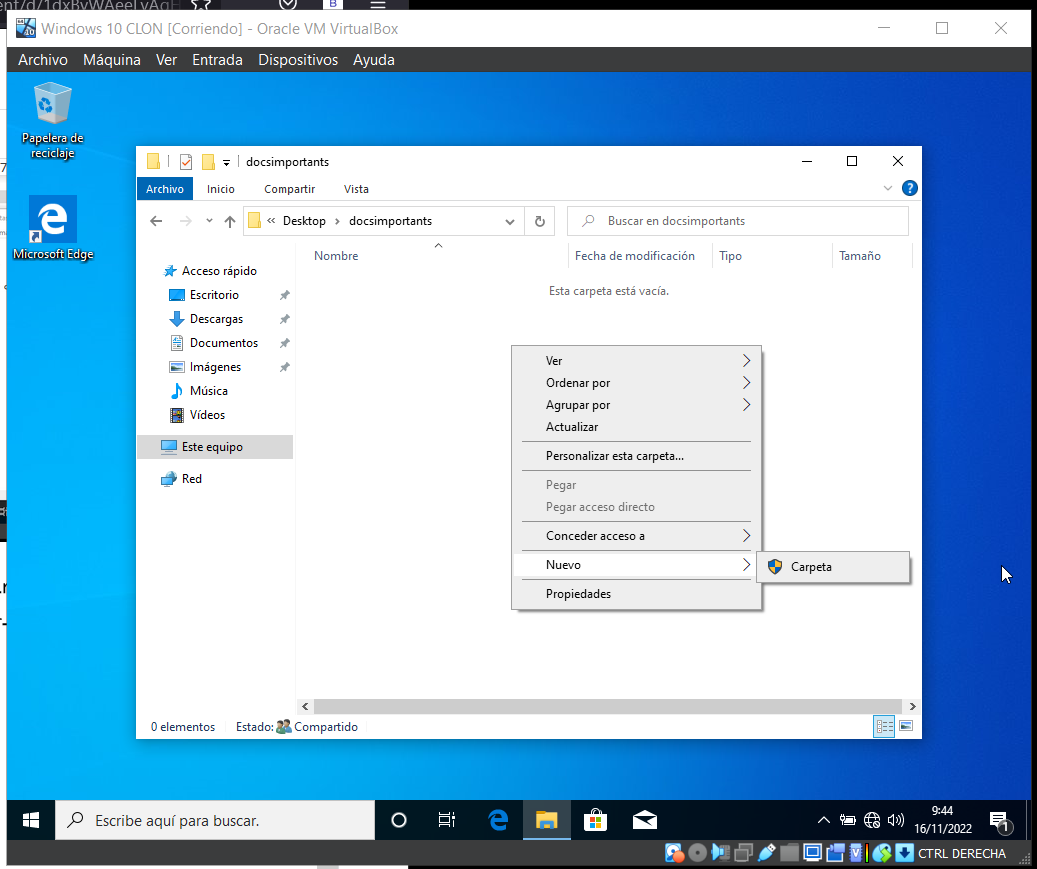 Windows 10 CLON [Corriendo] - Oracle VM VirtualBox
Archivo Máquina Ver Entrada Dispositivos Ayuda
Papelera de
reciclaje
Microsoft Edge
docsimportants
Archivo Inicio Compartir Vista
« Desktop › docsimportants
Buscar en docsimportants
Nombre Fecha de modificación Tipo Tamaño
Esta carpeta está vacía.
Acceso rápido
Escritorio
Descargas
Documentos
Imágenes
Música
Vídeos
Este equipo
Red
Ver
Ordenar por
Agrupar por
Actualizar
Personalizar esta carpeta...
Pegar
Pegar acceso directo
Conceder acceso a
Nuevo
Carpeta
Propiedades
0 elementos Estado: Compartido
Escribe aquí para buscar.
9:44
16/11/2022
1
CTRL DERECHA